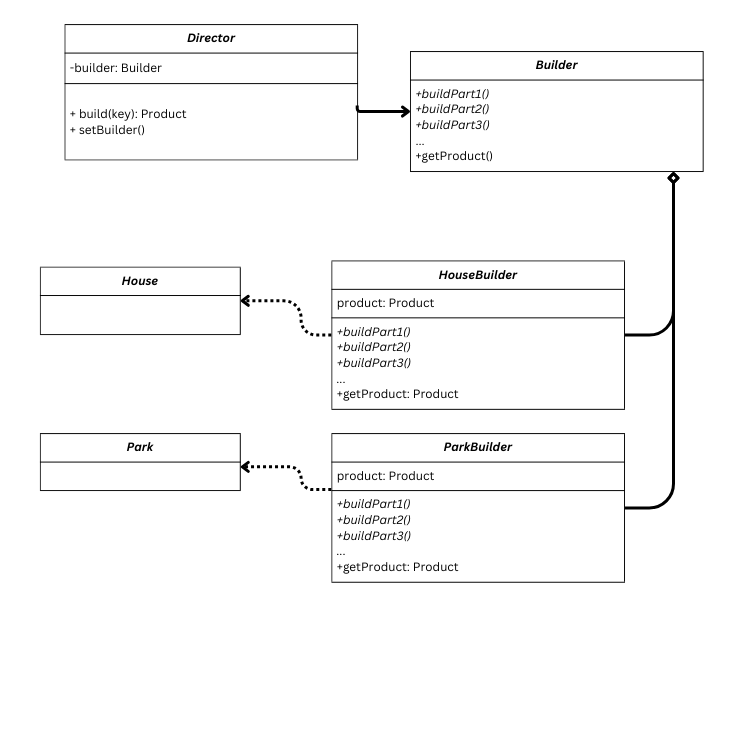 Director
-builder: Builder
+ build(key): Product
+ setBuilder()
Builder
+buildPart1()
+buildPart2()
+buildPart3()
...
+getProduct()
House
HouseBuilder
product: Product
+buildPart1()
+buildPart2()
+buildPart3()
...
+getProduct: Product
Park
ParkBuilder
product: Product
+buildPart1()
+buildPart2()
+buildPart3()
...
+getProduct: Product